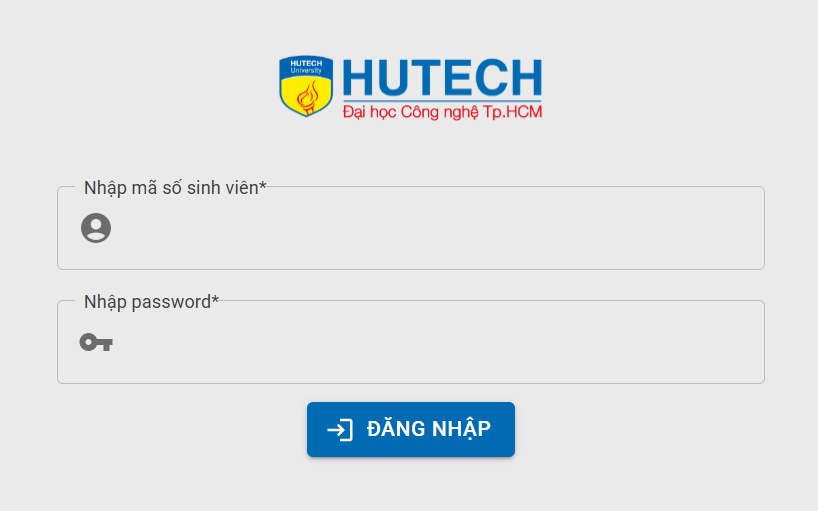 HUTECH
University
HUTECH
Đại học Công nghệ Tp.HCM
Nhập mã số sinh viên*
Nhập password*
ĐĂNG NHẬP